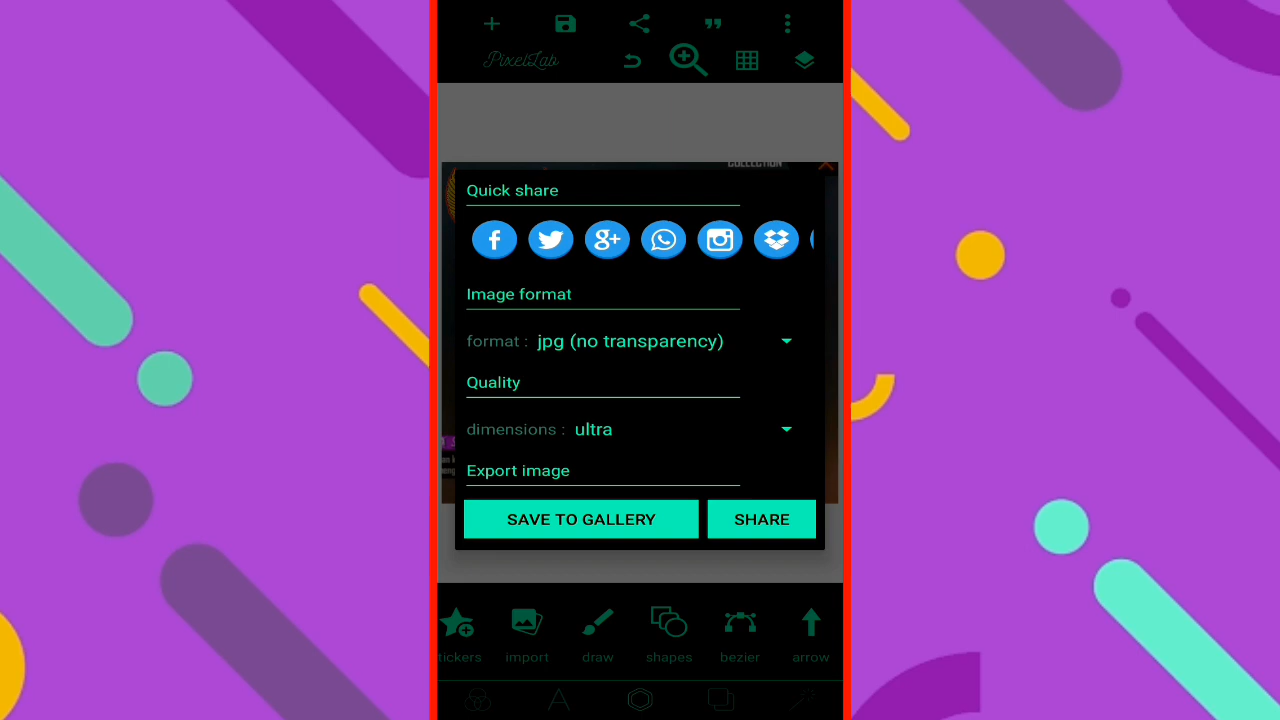 PixelLab
COLLECTION
Quick share
Image format
format : jpg (no transparency)
Quality
dimensions : ultra
Export image
SAVE TO GALLERY SHARE
tickers import draw shapes bezier arrow